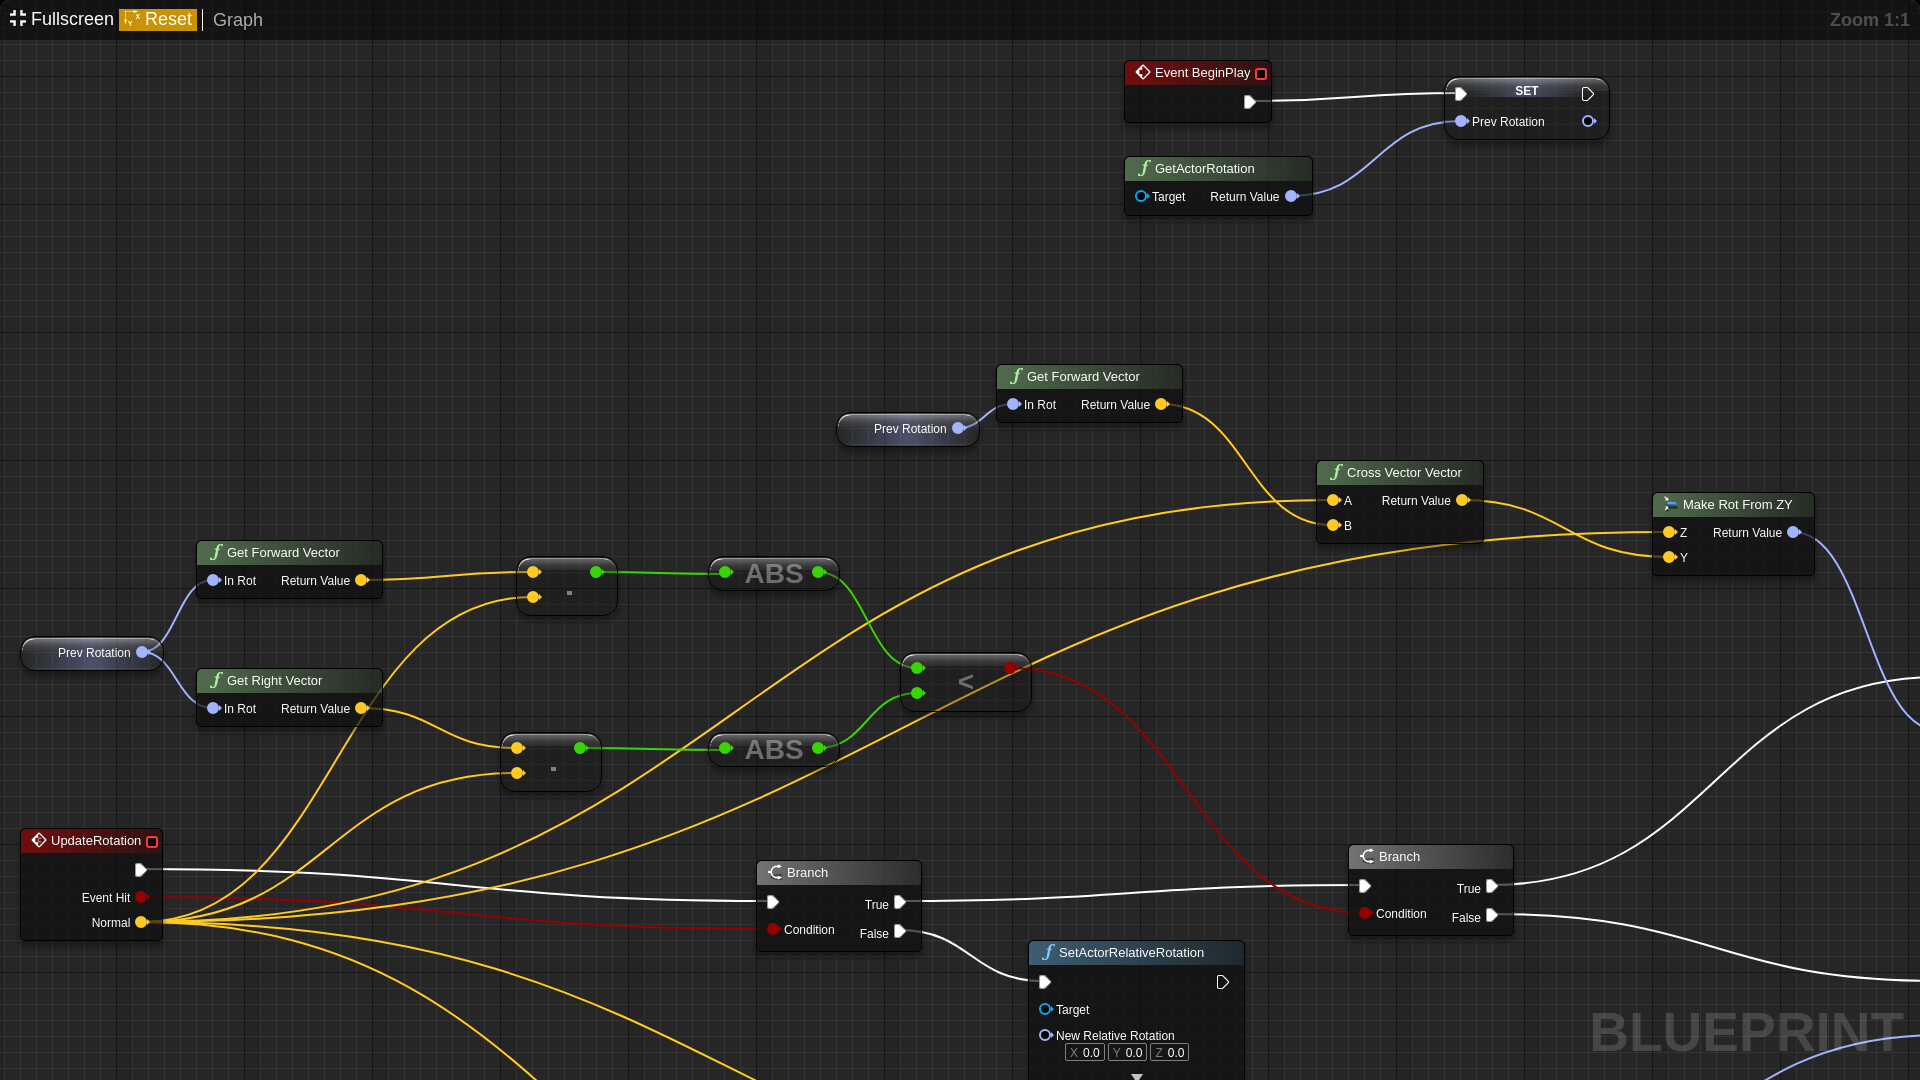 Fullscreen Reset Graph Zoom 1:1
Event BeginPlay
SET
Prev Rotation
GetActorRotation
Target Return Value
Get Forward Vector
In Rot Return Value
Prev Rotation
Cross Vector Vector
A Return Value
B
Make Rot From ZY
Z Return Value
Y
Get Forward Vector
In Rot Return Value
.
ABS
Prev Rotation
Get Right Vector
In Rot Return Value
<
.
ABS
UpdateRotation
Event Hit
Normal
Branch
True
Condition
False
Branch
True
Condition
False
SetActorRelativeRotation
Target
New Relative Rotation
X 0.0 Y 0.0 Z 0.0
BLUEPRINT